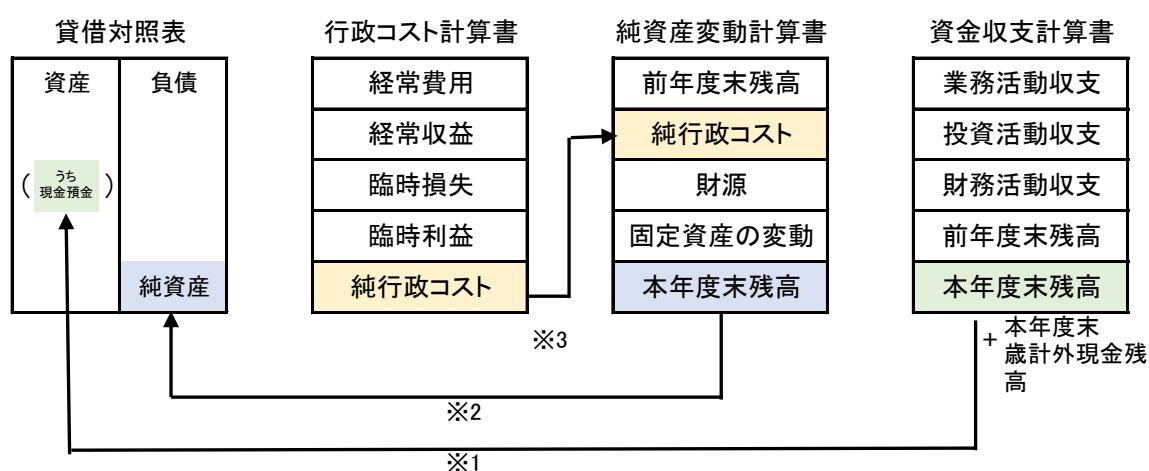 貸借対照表
資産
負債
(うち
現金預金)
純資産
行政コスト計算書
経常費用
経常収益
臨時損失
臨時利益
純行政コスト
純資産変動計算書
前年度末残高
純行政コスト
財源
固定資産の変動
本年度末残高
資金収支計算書
業務活動収支
投資活動収支
財務活動収支
前年度末残高
本年度末残高
+ 本年度末
歳計外現金残
高
※3
※2
※1